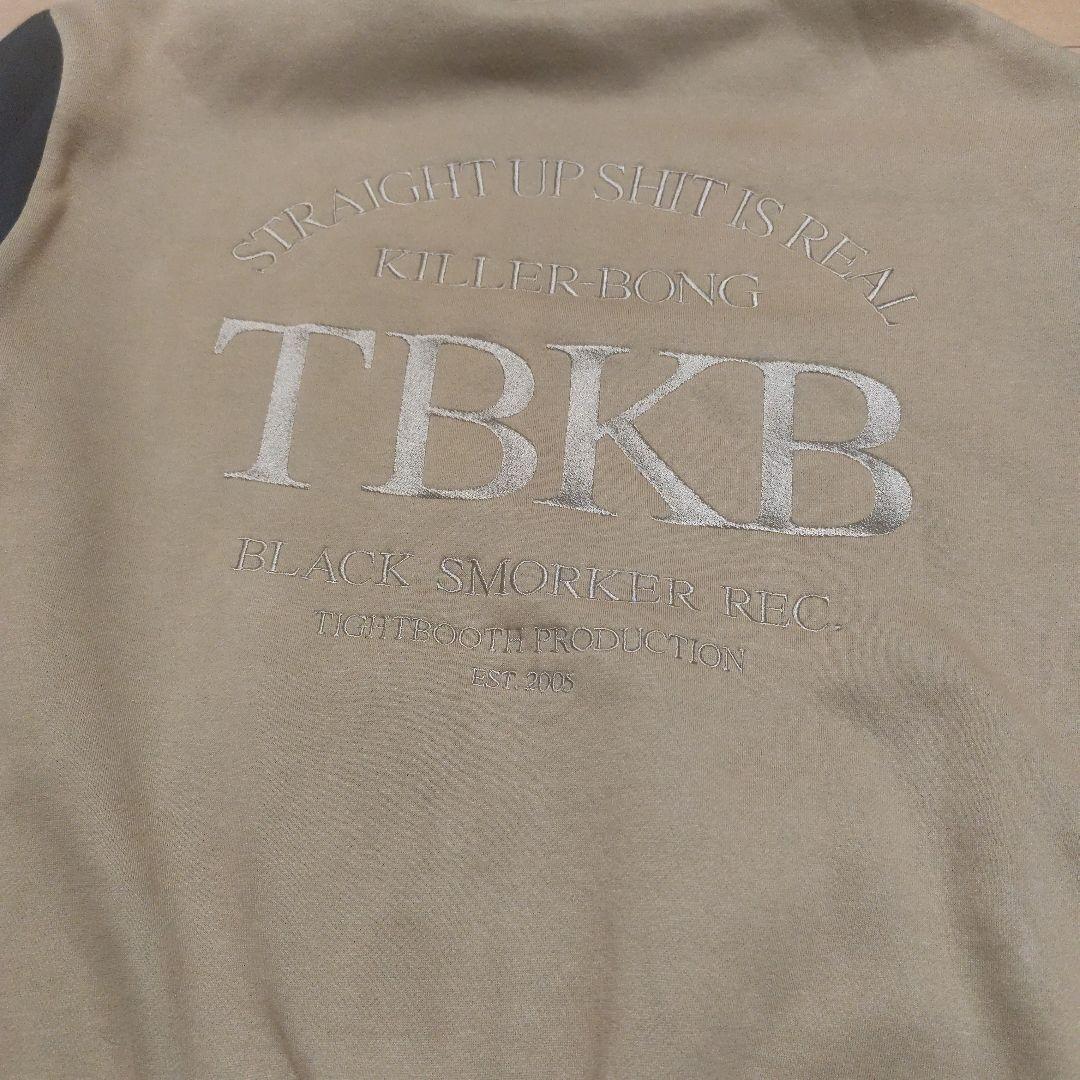 STRAIGHT UP SHIT IS REAL
KILLER-BONG
TBKB
BLACK SMORKER REC.
TIGHTBOOTH PRODUCTION
EST. 2005